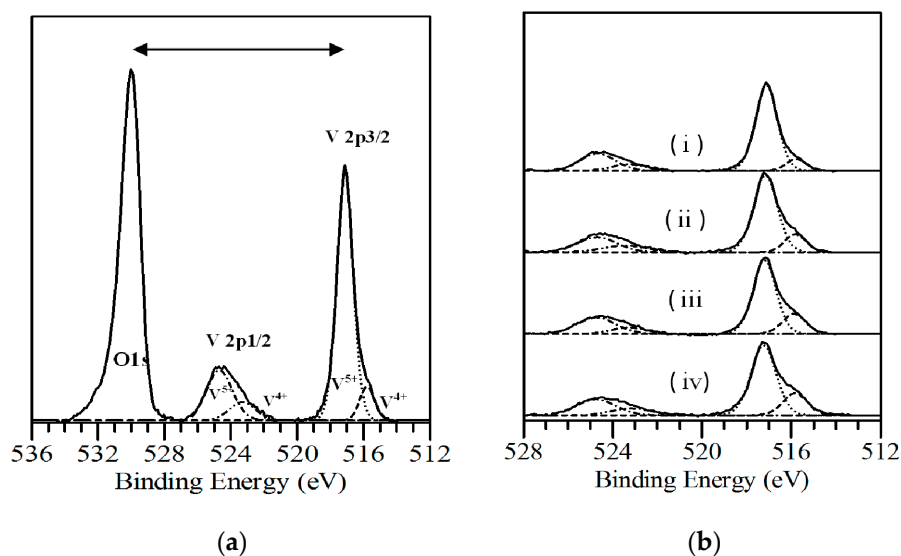 V 2p3/2
V 2p1/2
O1s
V5+
V4+
V5+
V4+
536 532 528 524 520 516 512
Binding Energy (eV)
(a)
( i )
( ii )
( iii
( iv)
528 524 520 516 512
Binding Energy (eV)
(b)